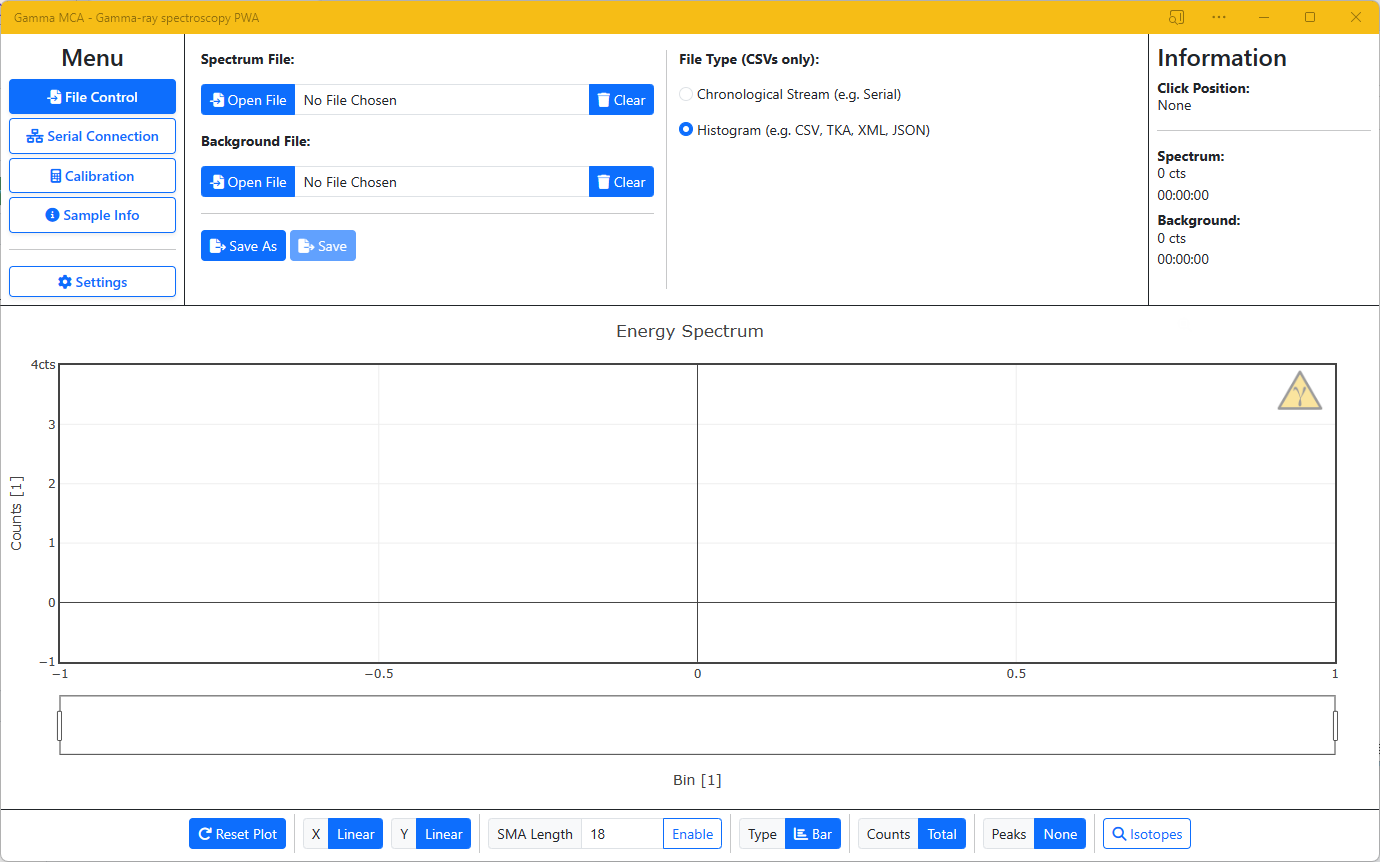 Gamma MCA - Gamma-ray spectroscopy PWA
Menu
File Control
Serial Connection
Calibration
Sample Info
Settings
Spectrum File:
Open File No File Chosen Clear
Background File:
Open File No File Chosen Clear
Save As Save
File Type (CSVs only):
Chronological Stream (e.g. Serial)
Histogram (e.g. CSV, TKA, XML, JSON)
Information
Click Position:
None
Spectrum:
0 cts
00:00:00
Background:
0 cts
00:00:00
Energy Spectrum
4cts
3
2
1
0
−1
Counts [1]
γ
−1 −0.5 0 0.5 1
Bin [1]
Reset Plot X Linear Y Linear SMA Length 18 Enable Type Bar Counts Total Peaks None Isotopes